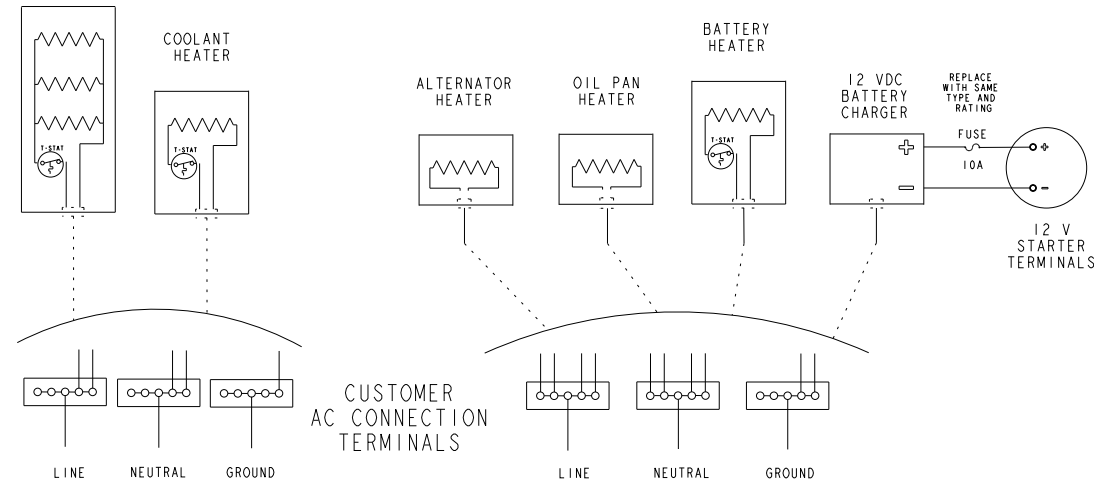 COOLANT
HEATER
T-STAT
T-STAT
ALTERNATOR
HEATER
OIL PAN
HEATER
BATTERY
HEATER
T-STAT
12 VDC
BATTERY
CHARGER
+
-
REPLACE
WITH SAME
TYPE AND
RATING
FUSE
10A
+
-
12 V
STARTER
TERMINALS
CUSTOMER
AC CONNECTION
TERMINALS
LINE
NEUTRAL
GROUND
LINE
NEUTRAL
GROUND